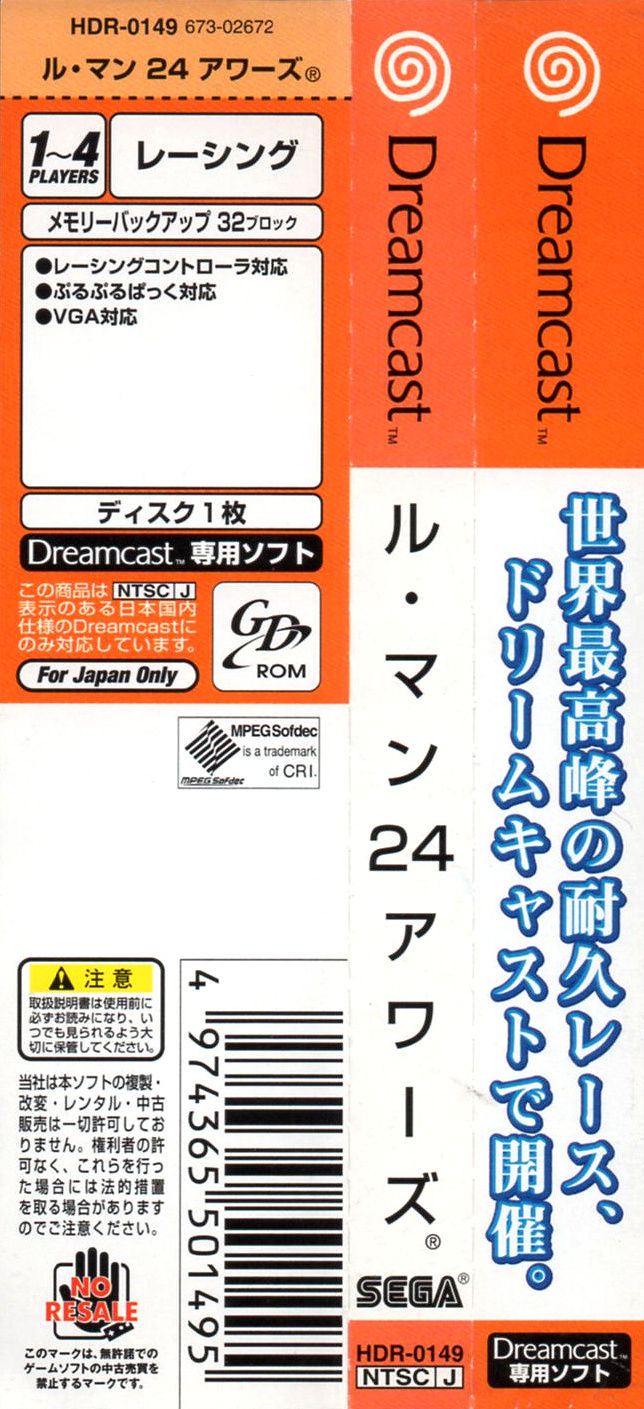 HDR-0149 673-02672
ル・マン 24 アワーズ®
1~4
PLAYERS
レーシング
メモリーバックアップ 32ブロック
●レーシングコントローラ対応
●ぷるぷるぱっく対応
●VGA対応
ディスク1枚
Dreamcast™ 専用ソフト
この商品は NTSC J
表示のある日本国内
仕様のDreamcastに
のみ対応しています。
For Japan Only
GD
ROM
MPEG Sofdec
MPEG Sofdec
is a trademark
of CRI.
注意
取扱説明書は使用前に
必ずお読みになり、い
つでも見られるよう大
切に保管してください。
当社は本ソフトの複製・
改変・レンタル・中古
販売は一切許可してお
りません。権利者の許
可なく、これらを行っ
た場合には法的措置
を取る場合があります
のでご注意ください。
NO
RESALE
このマークは、無許諾での
ゲームソフトの中古売買を
禁止するマークです。
4 974365 501495
Dreamcast™
ル・マン24アワーズ®
SEGA®
HDR-0149
NTSC J
Dreamcast™
世界最高峰の耐久レース、
ドリームキャストで開催。
Dreamcast™
専用ソフト